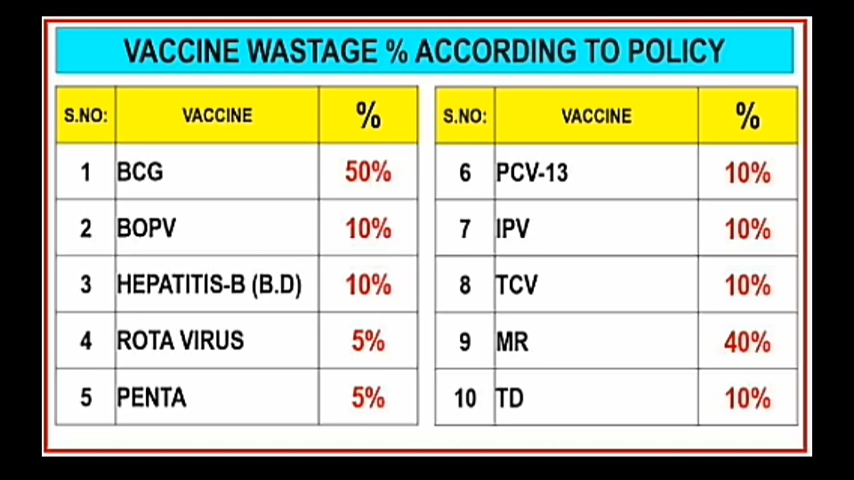 VACCINE WASTAGE % ACCORDING TO POLICY
S.NO: VACCINE %
1 BCG 50%
2 BOPV 10%
3 HEPATITIS-B (B.D) 10%
4 ROTA VIRUS 5%
5 PENTA 5%
S.NO: VACCINE %
6 PCV-13 10%
7 IPV 10%
8 TCV 10%
9 MR 40%
10 TD 10%